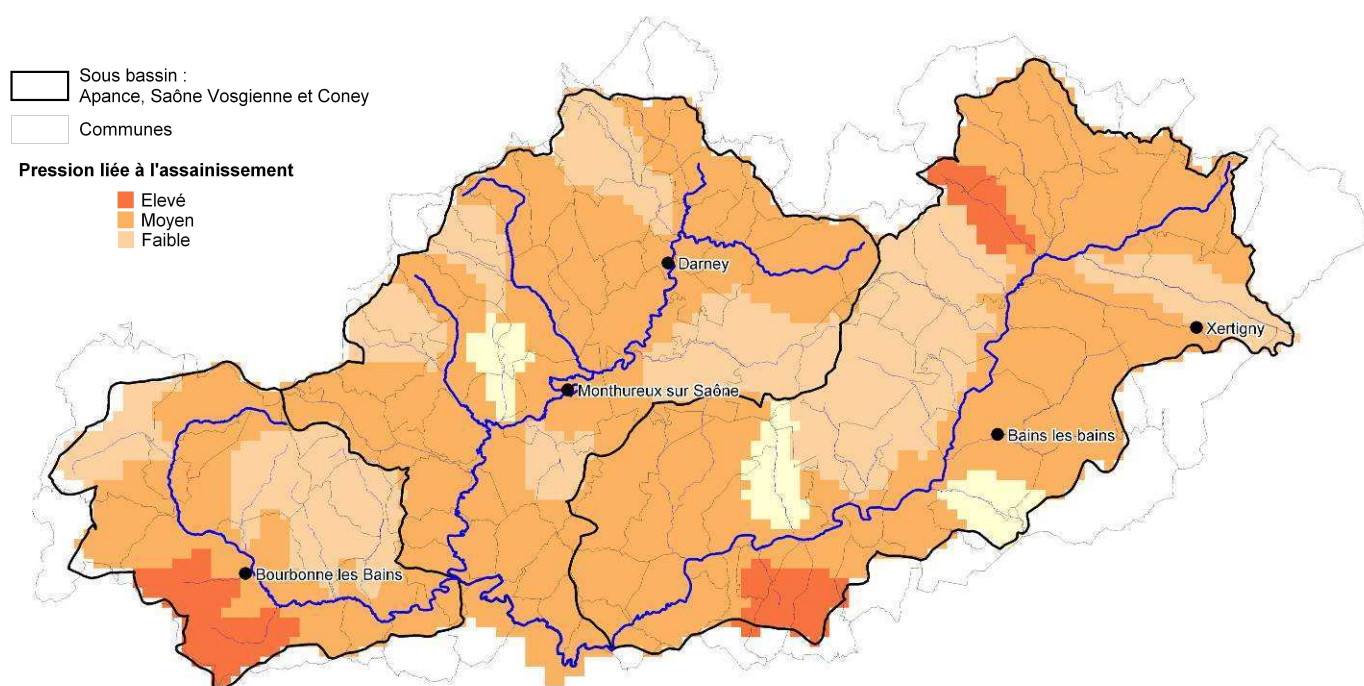 Sous bassin :
Apance, Saône Vosgienne et Coney
Communes
Pression liée à l'assainissement
Elevé
Moyen
Faible
Darney
Xertigny
Monthureux sur Saône
Bains les bains
Bourbonne les Bains